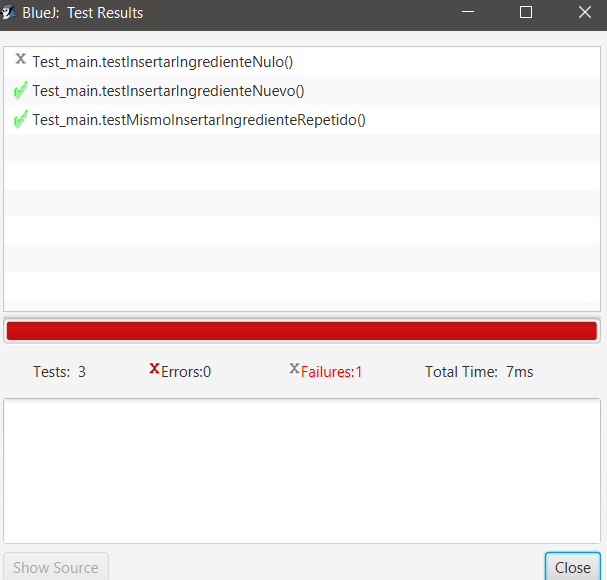 BlueJ: Test Results
Test_main.testInsertarIngredienteNulo()
Test_main.testInsertarIngredienteNuevo()
Test_main.testMismoInsertarIngredienteRepetido()
Tests: 3 Errors:0 Failures:1 Total Time: 7ms
Show Source Close